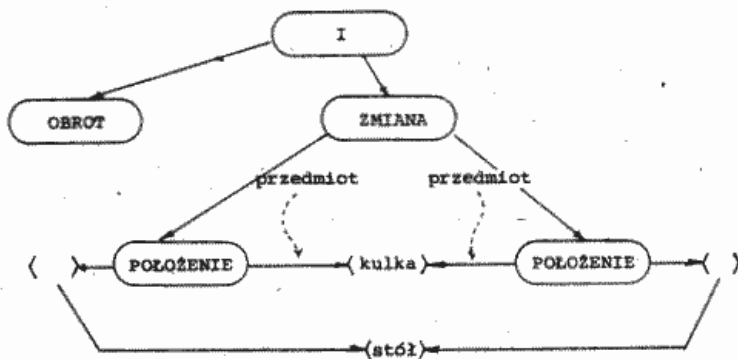 I
OBROT
ZMIANA
przedmiot przedmiot
⟨ ⟩ POŁOŻENIE ⟨kulka⟩ POŁOŻENIE ⟨ ⟩
⟨stół⟩